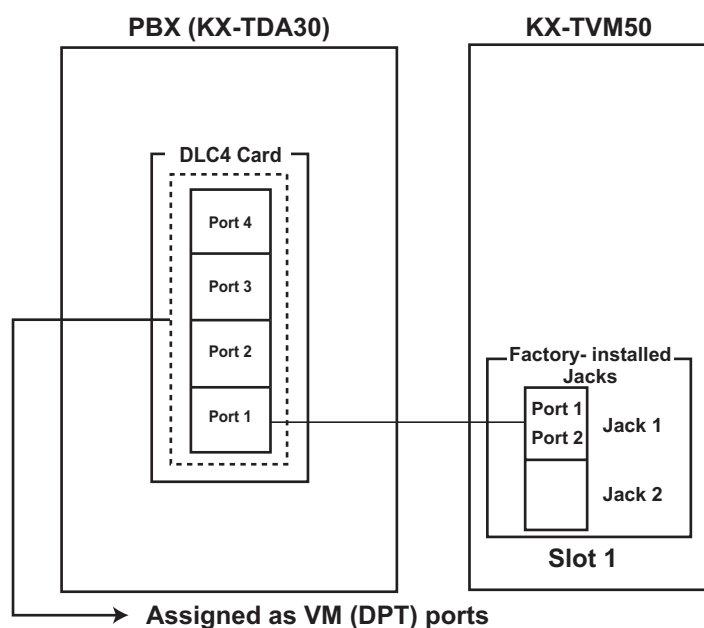 PBX (KX-TDA30)
KX-TVM50
DLC4 Card
Port 4
Port 3
Port 2
Port 1
Factory- installed
Jacks
Port 1
Port 2
Jack 1
Jack 2
Slot 1
Assigned as VM (DPT) ports